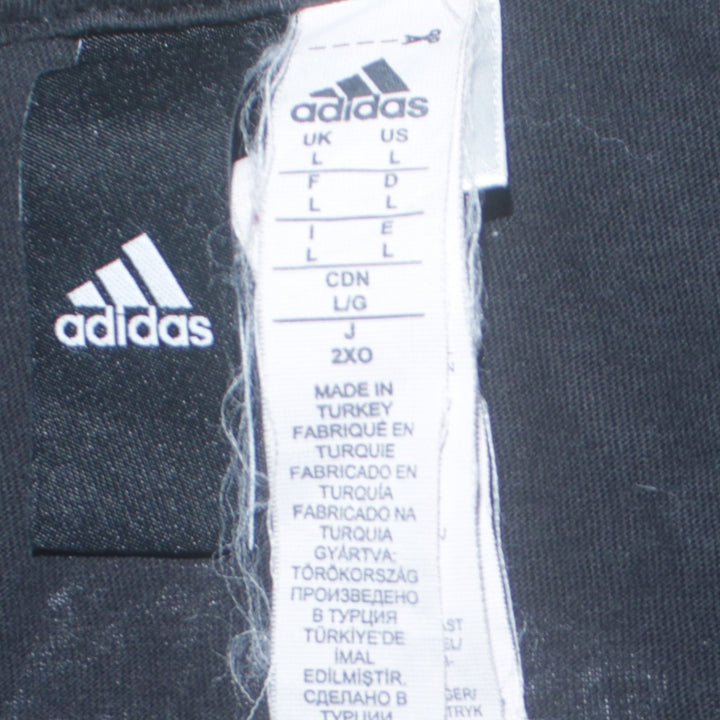 adidas
adidas
UK US
L L
F D
L L
I E
L L
CDN
L/G
J
2XO
MADE IN
TURKEY
FABRIQUÉ EN
TURQUIE
FABRICADO EN
TURQUÍA
FABRICADO NA
TURQUIA
GYÁRTVA:
TÖRÖKORSZÁG
ПРОИЗВЕДЕНО
В ТУРЦИЯ
TÜRKİYE'DE
İMAL
EDİLMİŞTİR.
СДЕЛАНО В
ТУРЦИИ